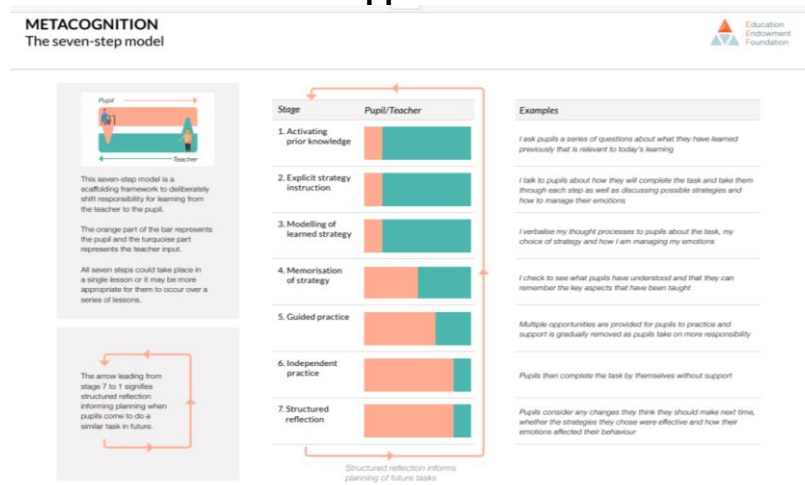 METACOGNITION
The seven-step model
Education
Endowment
Foundation
Pupil
Teacher
This seven-step model is a
scaffolding framework to deliberately
shift responsibility for learning from
the teacher to the pupil.
The orange part of the bar represents
the pupil and the turquoise part
represents the teacher input.
All seven steps could take place in
a single lesson or it may be more
appropriate for them to occur over a
series of lessons.
The arrow leading from
stage 7 to 1 signifies
structured reflection
informing planning when
pupils come to do a
similar task in future.
Stage Pupil/Teacher Examples
1. Activating
prior knowledge
I ask pupils a series of questions about what they have learned
previously that is relevant to today's learning
2. Explicit strategy
instruction
I talk to pupils about how they will complete the task and take them
through each step as well as discussing possible strategies and
how to manage their emotions
3. Modelling of
learned strategy
I verbalise my thought processes to pupils about the task, my
choice of strategy and how I am managing my emotions
4. Memorisation
of strategy
I check to see what pupils have understood and that they can
remember the key aspects that have been taught
5. Guided practice
Multiple opportunities are provided for pupils to practice and
support is gradually removed as pupils take on more responsibility
6. Independent
practice
Pupils then complete the task by themselves without support
7. Structured
reflection
Pupils consider any changes they think they should make next time,
whether the strategies they chose were effective and how their
emotions affected their behaviour
Structured reflection informs
planning of future tasks